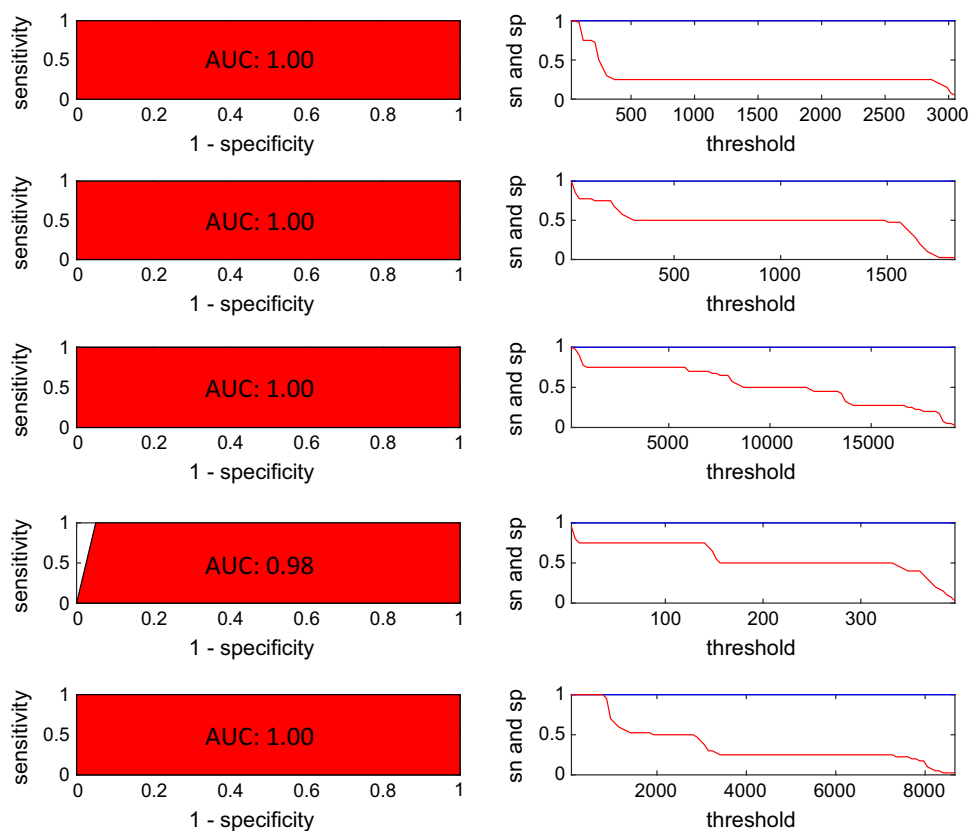 sensitivity
1
0.5
0
AUC: 1.00
0 0.2 0.4 0.6 0.8 1
1 - specificity
sn and sp
1
0.5
0
500 1000 1500 2000 2500 3000
threshold
sensitivity
1
0.5
0
AUC: 1.00
0 0.2 0.4 0.6 0.8 1
1 - specificity
sn and sp
1
0.5
0
500 1000 1500
threshold
sensitivity
1
0.5
0
AUC: 1.00
0 0.2 0.4 0.6 0.8 1
1 - specificity
sn and sp
1
0.5
0
5000 10000 15000
threshold
sensitivity
1
0.5
0
AUC: 0.98
0 0.2 0.4 0.6 0.8 1
1 - specificity
sn and sp
1
0.5
0
100 200 300
threshold
sensitivity
1
0.5
0
AUC: 1.00
0 0.2 0.4 0.6 0.8 1
1 - specificity
sn and sp
1
0.5
0
2000 4000 6000 8000
threshold